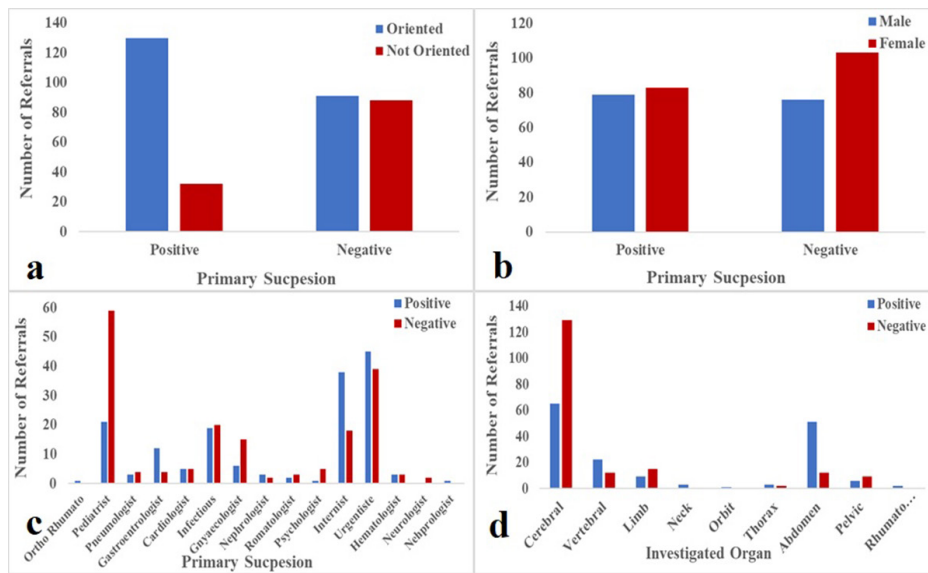 140
120
100
80
60
40
20
0
Number of Referrals
Oriented
Not Oriented
Positive
Negative
Primary Sucpesion
a
120
100
80
60
40
20
0
Number of Referrals
Male
Female
Positive
Negative
Primary Sucpesion
b
60
50
40
30
20
10
0
Number of Referrals
Positive
Negative
Ortho Rhumato
Pediatrist
Pneumologist
Gastroentrologist
Cardiologist
Infectious
Gnyaecologist
Nephrologist
Romatologist
Psychologist
Internist
Urgentiste
Hematologist
Neurologist
Nehprologist
Primary Sucpesion
c
140
120
100
80
60
40
20
0
Number of Referrals
Positive
Negative
Cerebral
Vertebral
Limb
Neck
Orbit
Thorax
Abdomen
Pelvic
Rhumato…
Investigated Organ
d